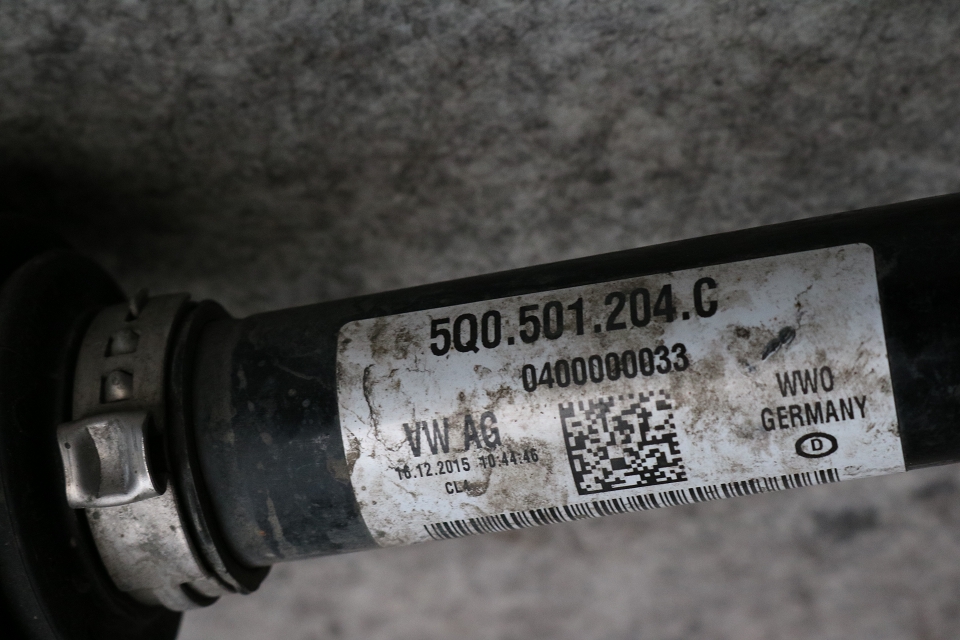 5Q0.501.204.C
0400000033
WWO
GERMANY
D
VW AG
16.12.2015 10:44:46
CL4